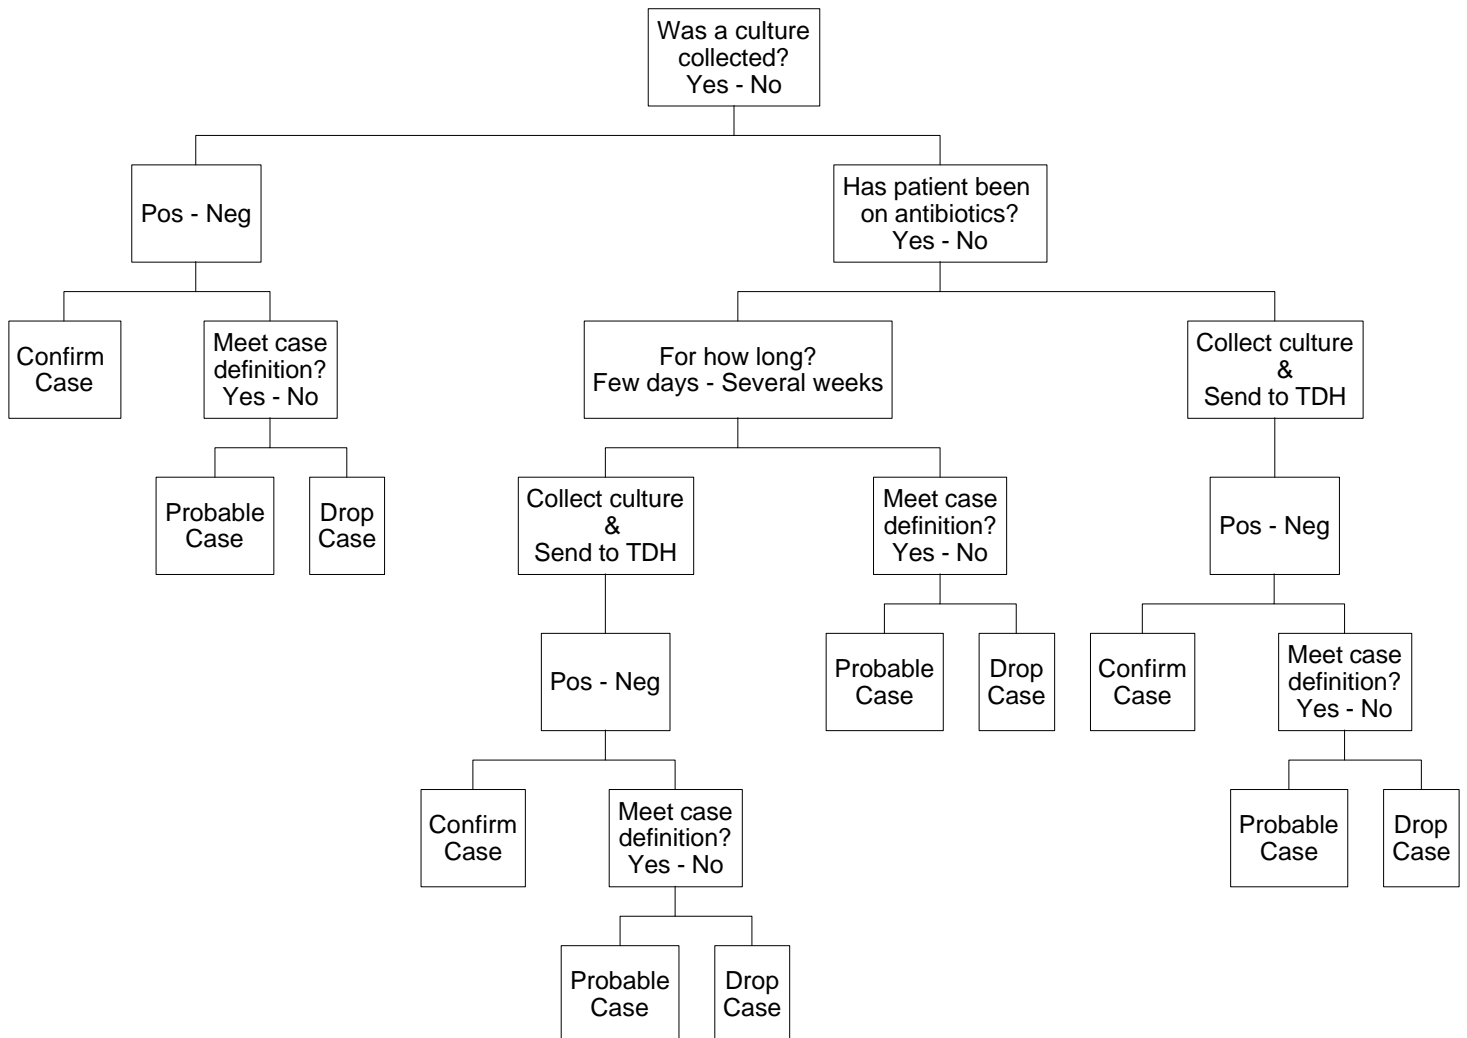 Was a culture
collected?
Yes - No
Pos - Neg
Has patient been
on antibiotics?
Yes - No
Confirm
Case
Meet case
definition?
Yes - No
For how long?
Few days - Several weeks
Collect culture
&
Send to TDH
Probable
Case
Drop
Case
Collect culture
&
Send to TDH
Meet case
definition?
Yes - No
Pos - Neg
Pos - Neg
Probable
Case
Drop
Case
Confirm
Case
Meet case
definition?
Yes - No
Confirm
Case
Meet case
definition?
Yes - No
Probable
Case
Drop
Case
Probable
Case
Drop
Case